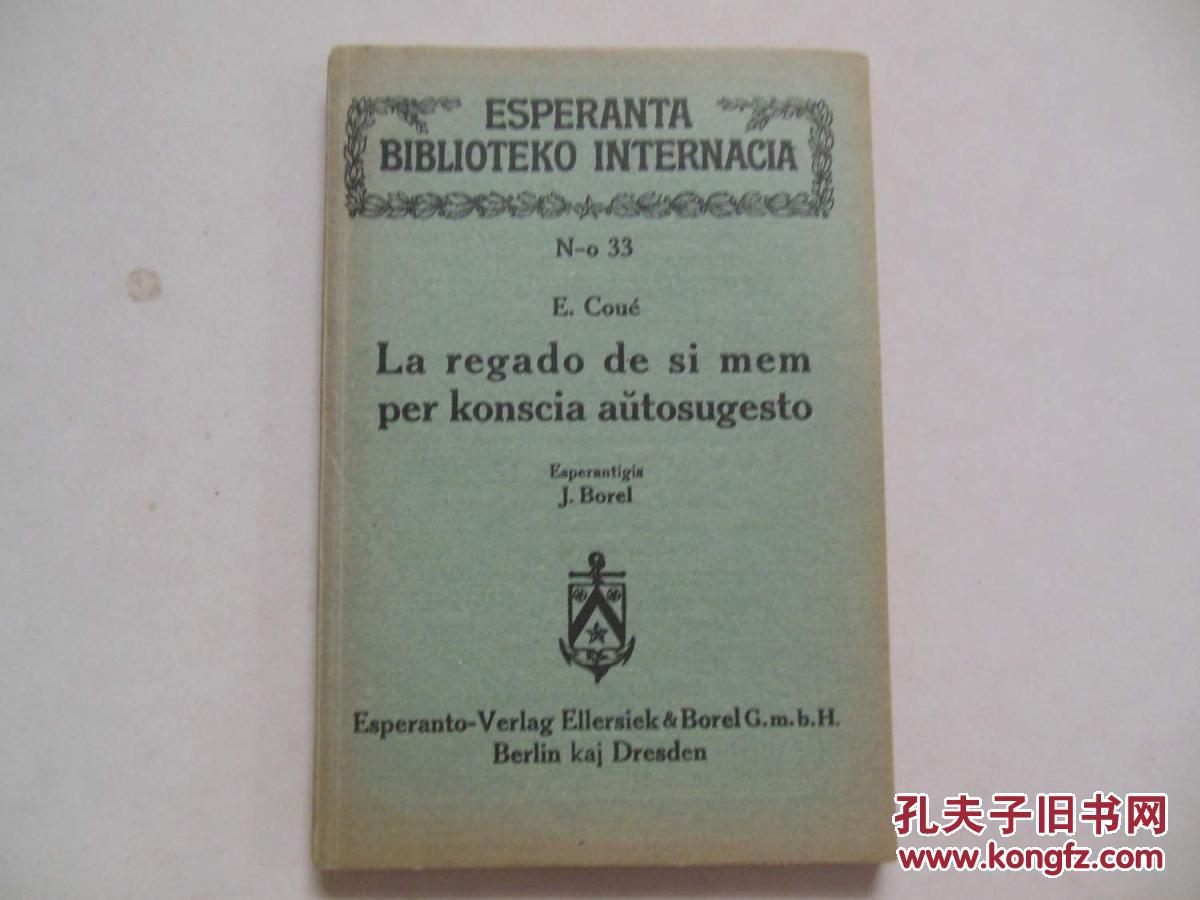 ESPERANTA
BIBLIOTEKO INTERNACIA
N-o 33
E. Coué
La regado de si mem
per konscia aŭtosugesto
Esperantigis
J. Borel
Esperanto-Verlag Ellersiek & Borel G.m.b.H.
Berlin kaj Dresden
孔夫子旧书网
www.kongfz.com